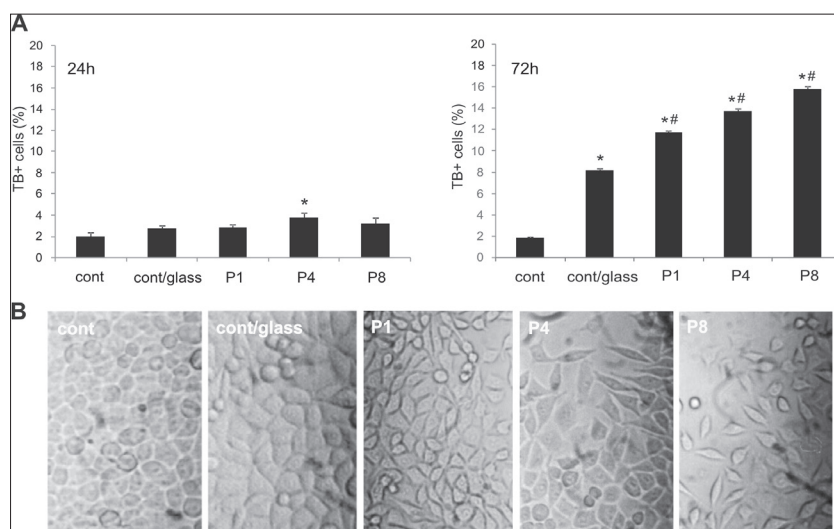 A
24h
TB+ cells (%)
20
18
16
14
12
10
8
6
4
2
0
*
cont cont/glass P1 P4 P8
72h
TB+ cells (%)
20
18
16
14
12
10
8
6
4
2
0
* *# *# *#
cont cont/glass P1 P4 P8
B
cont cont/glass P1 P4 P8